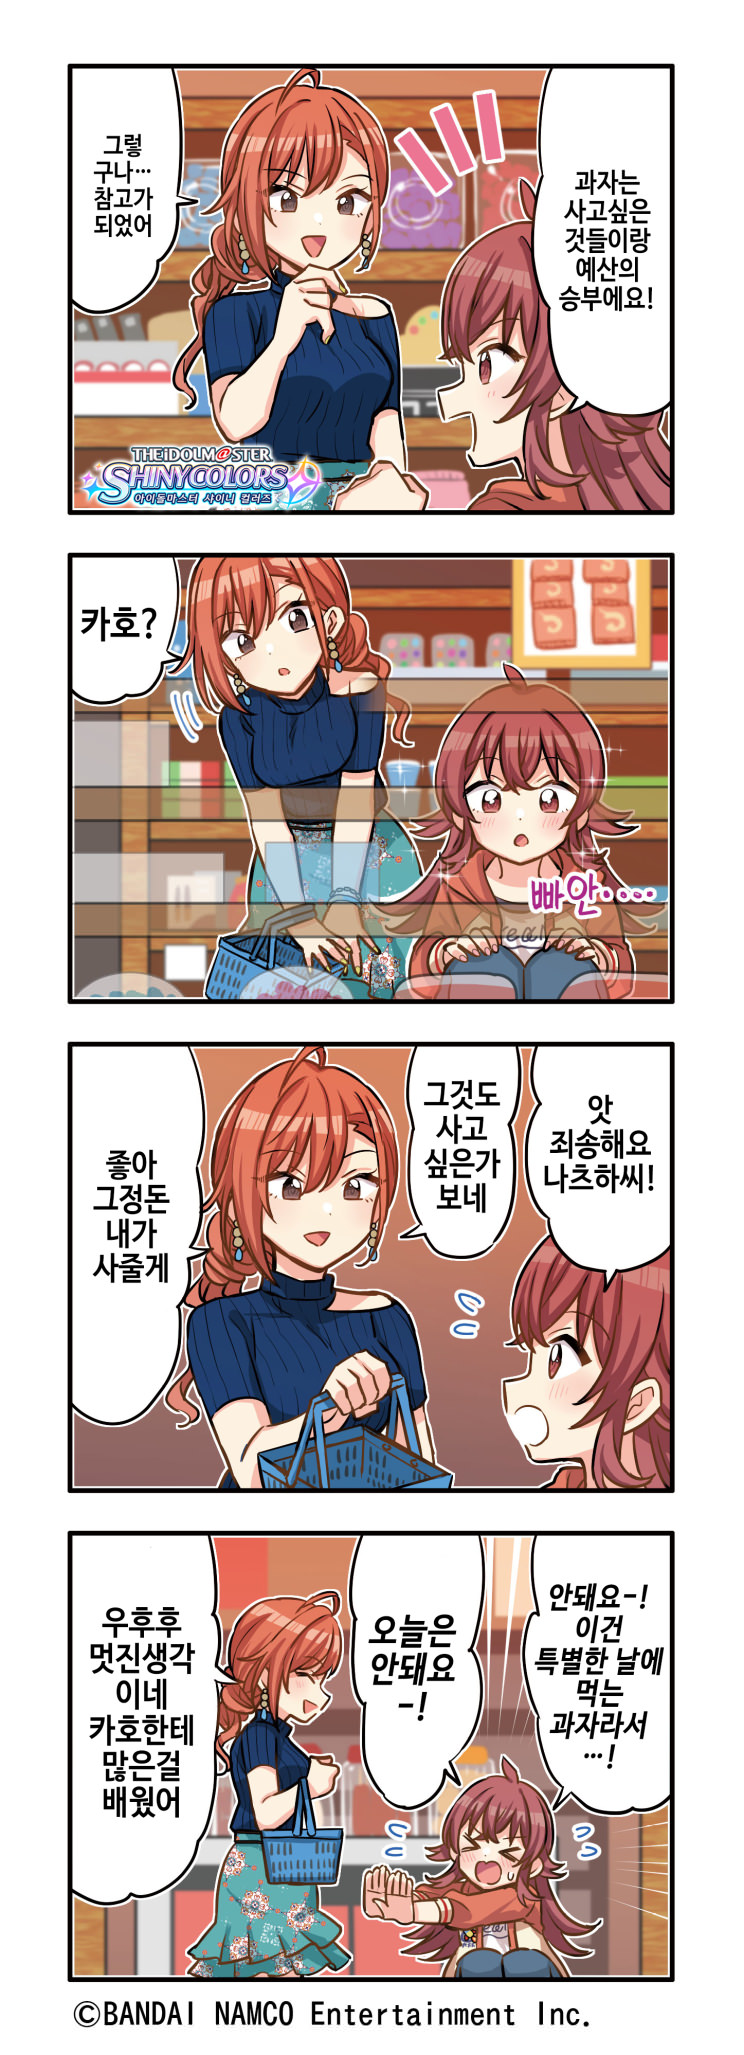 과자는
사고싶은
것들이랑
예산의
승부에요!
그렇
구나…
참고가
되었어
THE iDOLM@STER
SHINYCOLORS
아이돌마스터 샤이니 컬러즈
카호?
빠안‥‥
앗
죄송해요
나츠하씨!
그것도
사고
싶은가
보네
좋아
그정돈
내가
사줄게
안돼요-!
이건
특별한 날에
먹는
과자라서
…!
오늘은
안돼요
-!
우후후
멋진생각
이네
카호한테
많은걸
배웠어
©BANDAI NAMCO Entertainment Inc.